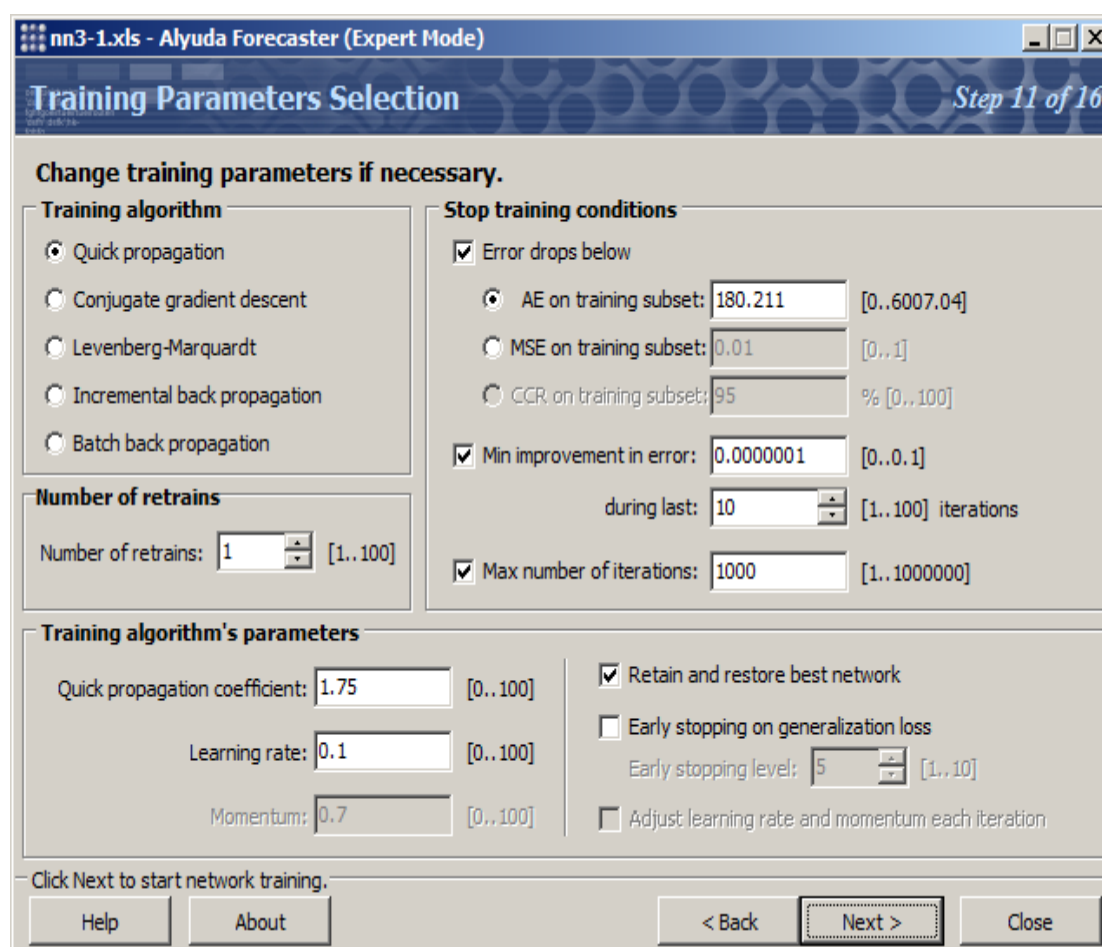 nn3-1.xls - Alyuda Forecaster (Expert Mode)
Training Parameters Selection
Step 11 of 16
Change training parameters if necessary.
Training algorithm
Quick propagation
Conjugate gradient descent
Levenberg-Marquardt
Incremental back propagation
Batch back propagation
Number of retrains
Number of retrains: 1 [1..100]
Stop training conditions
Error drops below
AE on training subset: 180.211 [0..6007.04]
MSE on training subset: 0.01 [0..1]
CCR on training subset: 95 % [0..100]
Min improvement in error: 0.0000001 [0..0.1]
during last: 10 [1..100] iterations
Max number of iterations: 1000 [1..1000000]
Training algorithm's parameters
Quick propagation coefficient: 1.75 [0..100]
Learning rate: 0.1 [0..100]
Momentum: 0.7 [0..100]
Retain and restore best network
Early stopping on generalization loss
Early stopping level: 5 [1..10]
Adjust learning rate and momentum each iteration
Click Next to start network training.
Help About < Back Next > Close